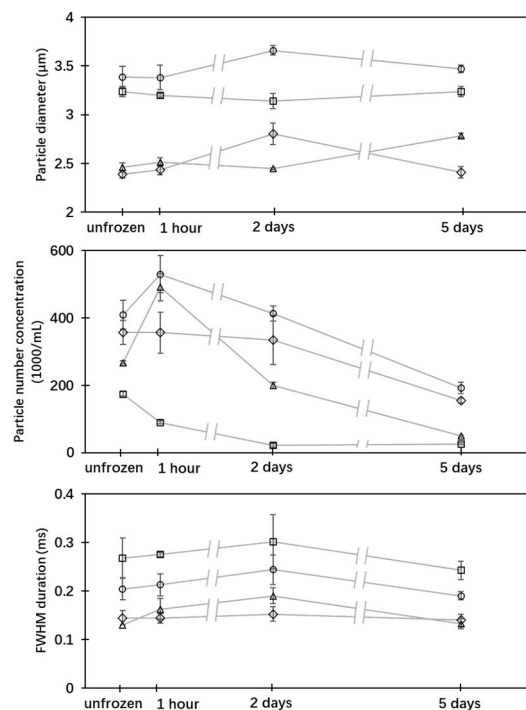 4
3.5
3
2.5
2
Particle diameter (μm)
unfrozen 1 hour 2 days 5 days
600
400
200
0
Particle number concentration
(1000/mL)
unfrozen 1 hour 2 days 5 days
0.4
0.3
0.2
0.1
0
FWHM duration (ms)
unfrozen 1 hour 2 days 5 days